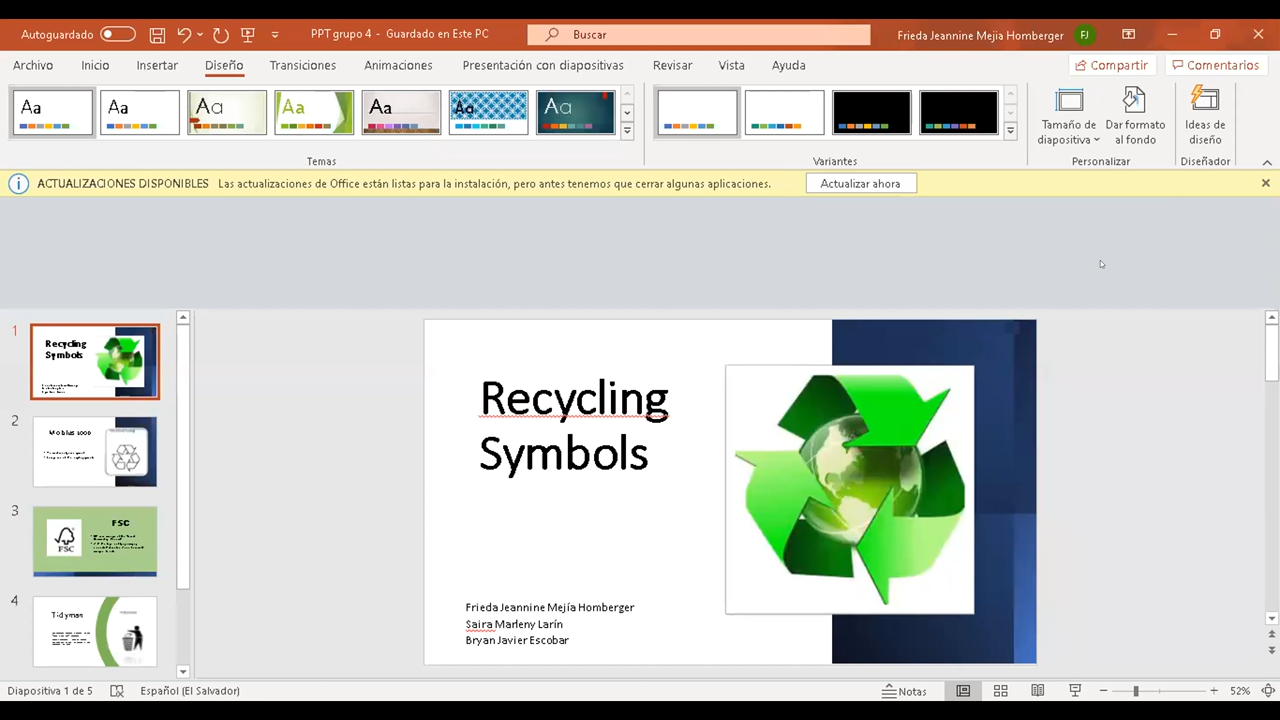 Autoguardado
PPT grupo 4 - Guardado en Este PC
Buscar
Frieda Jeannine Mejia Homberger
FJ
Archivo Inicio Insertar Diseño Transiciones Animaciones Presentación con diapositivas Revisar Vista Ayuda
Compartir Comentarios
Aa Aa Aa Aa Aa Aa Aa
Tamaño de diapositiva
Dar formato al fondo
Ideas de diseño
Temas Variantes Personalizar Diseñador
ACTUALIZACIONES DISPONIBLES Las actualizaciones de Office están listas para la instalación, pero antes tenemos que cerrar algunas aplicaciones. Actualizar ahora
1
Recycling
Symbols
2
3
FSC
FSC
4
Tidyman
Recycling
Symbols
Frieda Jeannine Mejía Homberger
Saira Marleny Larín
Bryan Javier Escobar
Diapositiva 1 de 5 Español (El Salvador) Notas 52%